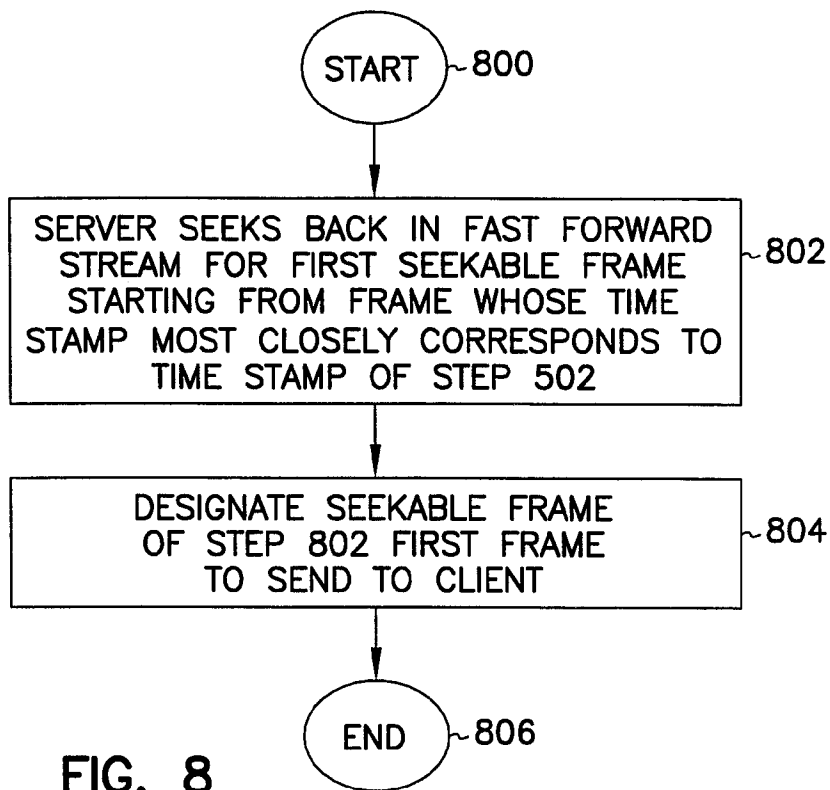 START
800
SERVER SEEKS BACK IN FAST FORWARD
STREAM FOR FIRST SEEKABLE FRAME
STARTING FROM FRAME WHOSE TIME
STAMP MOST CLOSELY CORRESPONDS TO
TIME STAMP OF STEP 502
802
DESIGNATE SEEKABLE FRAME
OF STEP 802 FIRST FRAME
TO SEND TO CLIENT
804
END
806
FIG. 8